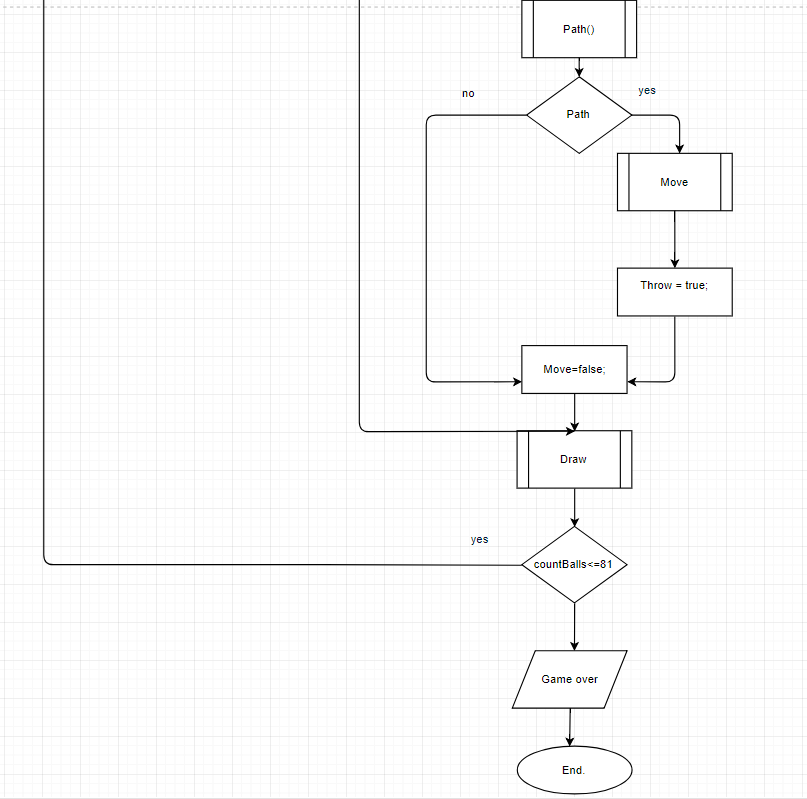 Path()
no
yes
Path
Move
Throw = true;
Move=false;
Draw
yes
countBalls<=81
Game over
End.